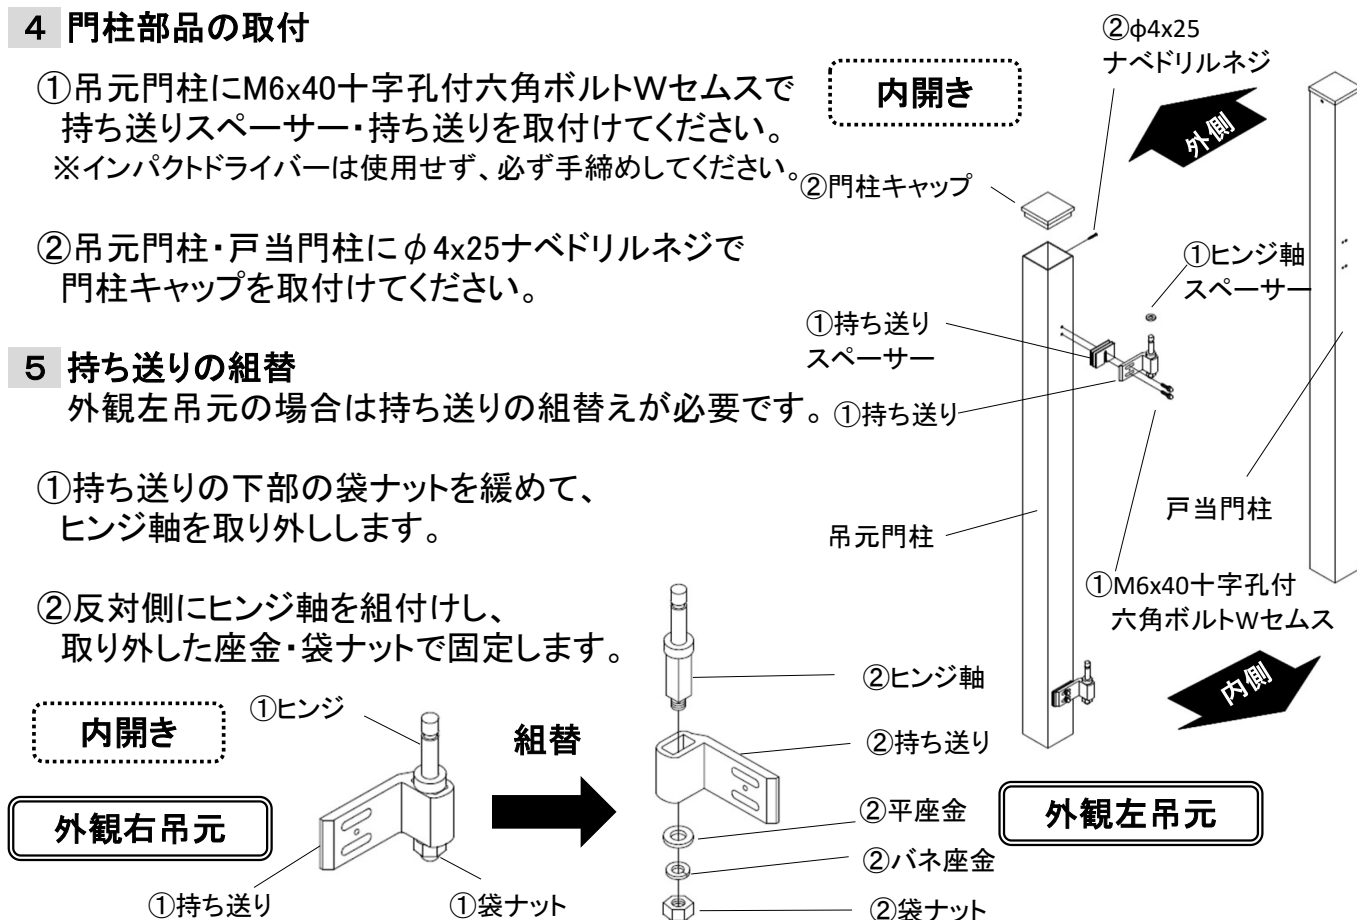 4 門柱部品の取付
①吊元門柱にM6x40十字孔付六角ボルトWセムスで
持ち送りスペーサー・持ち送りを取付けてください。
※インパクトドライバーは使用せず、必ず手締めしてください。
②吊元門柱・戸当門柱にφ4x25ナベドリルネジで
門柱キャップを取付けてください。
内開き
②φ4x25
ナベドリルネジ
外側
②門柱キャップ
①ヒンジ軸
スペーサー
①持ち送り
スペーサー
①持ち送り
戸当門柱
吊元門柱
①M6x40十字孔付
六角ボルトWセムス
内側
5 持ち送りの組替
外観左吊元の場合は持ち送りの組替えが必要です。
①持ち送りの下部の袋ナットを緩めて、
ヒンジ軸を取り外しします。
②反対側にヒンジ軸を組付けし、
取り外した座金・袋ナットで固定します。
内開き
①ヒンジ
外観右吊元
①持ち送り
①袋ナット
組替
②ヒンジ軸
②持ち送り
②平座金
②バネ座金
②袋ナット
外観左吊元